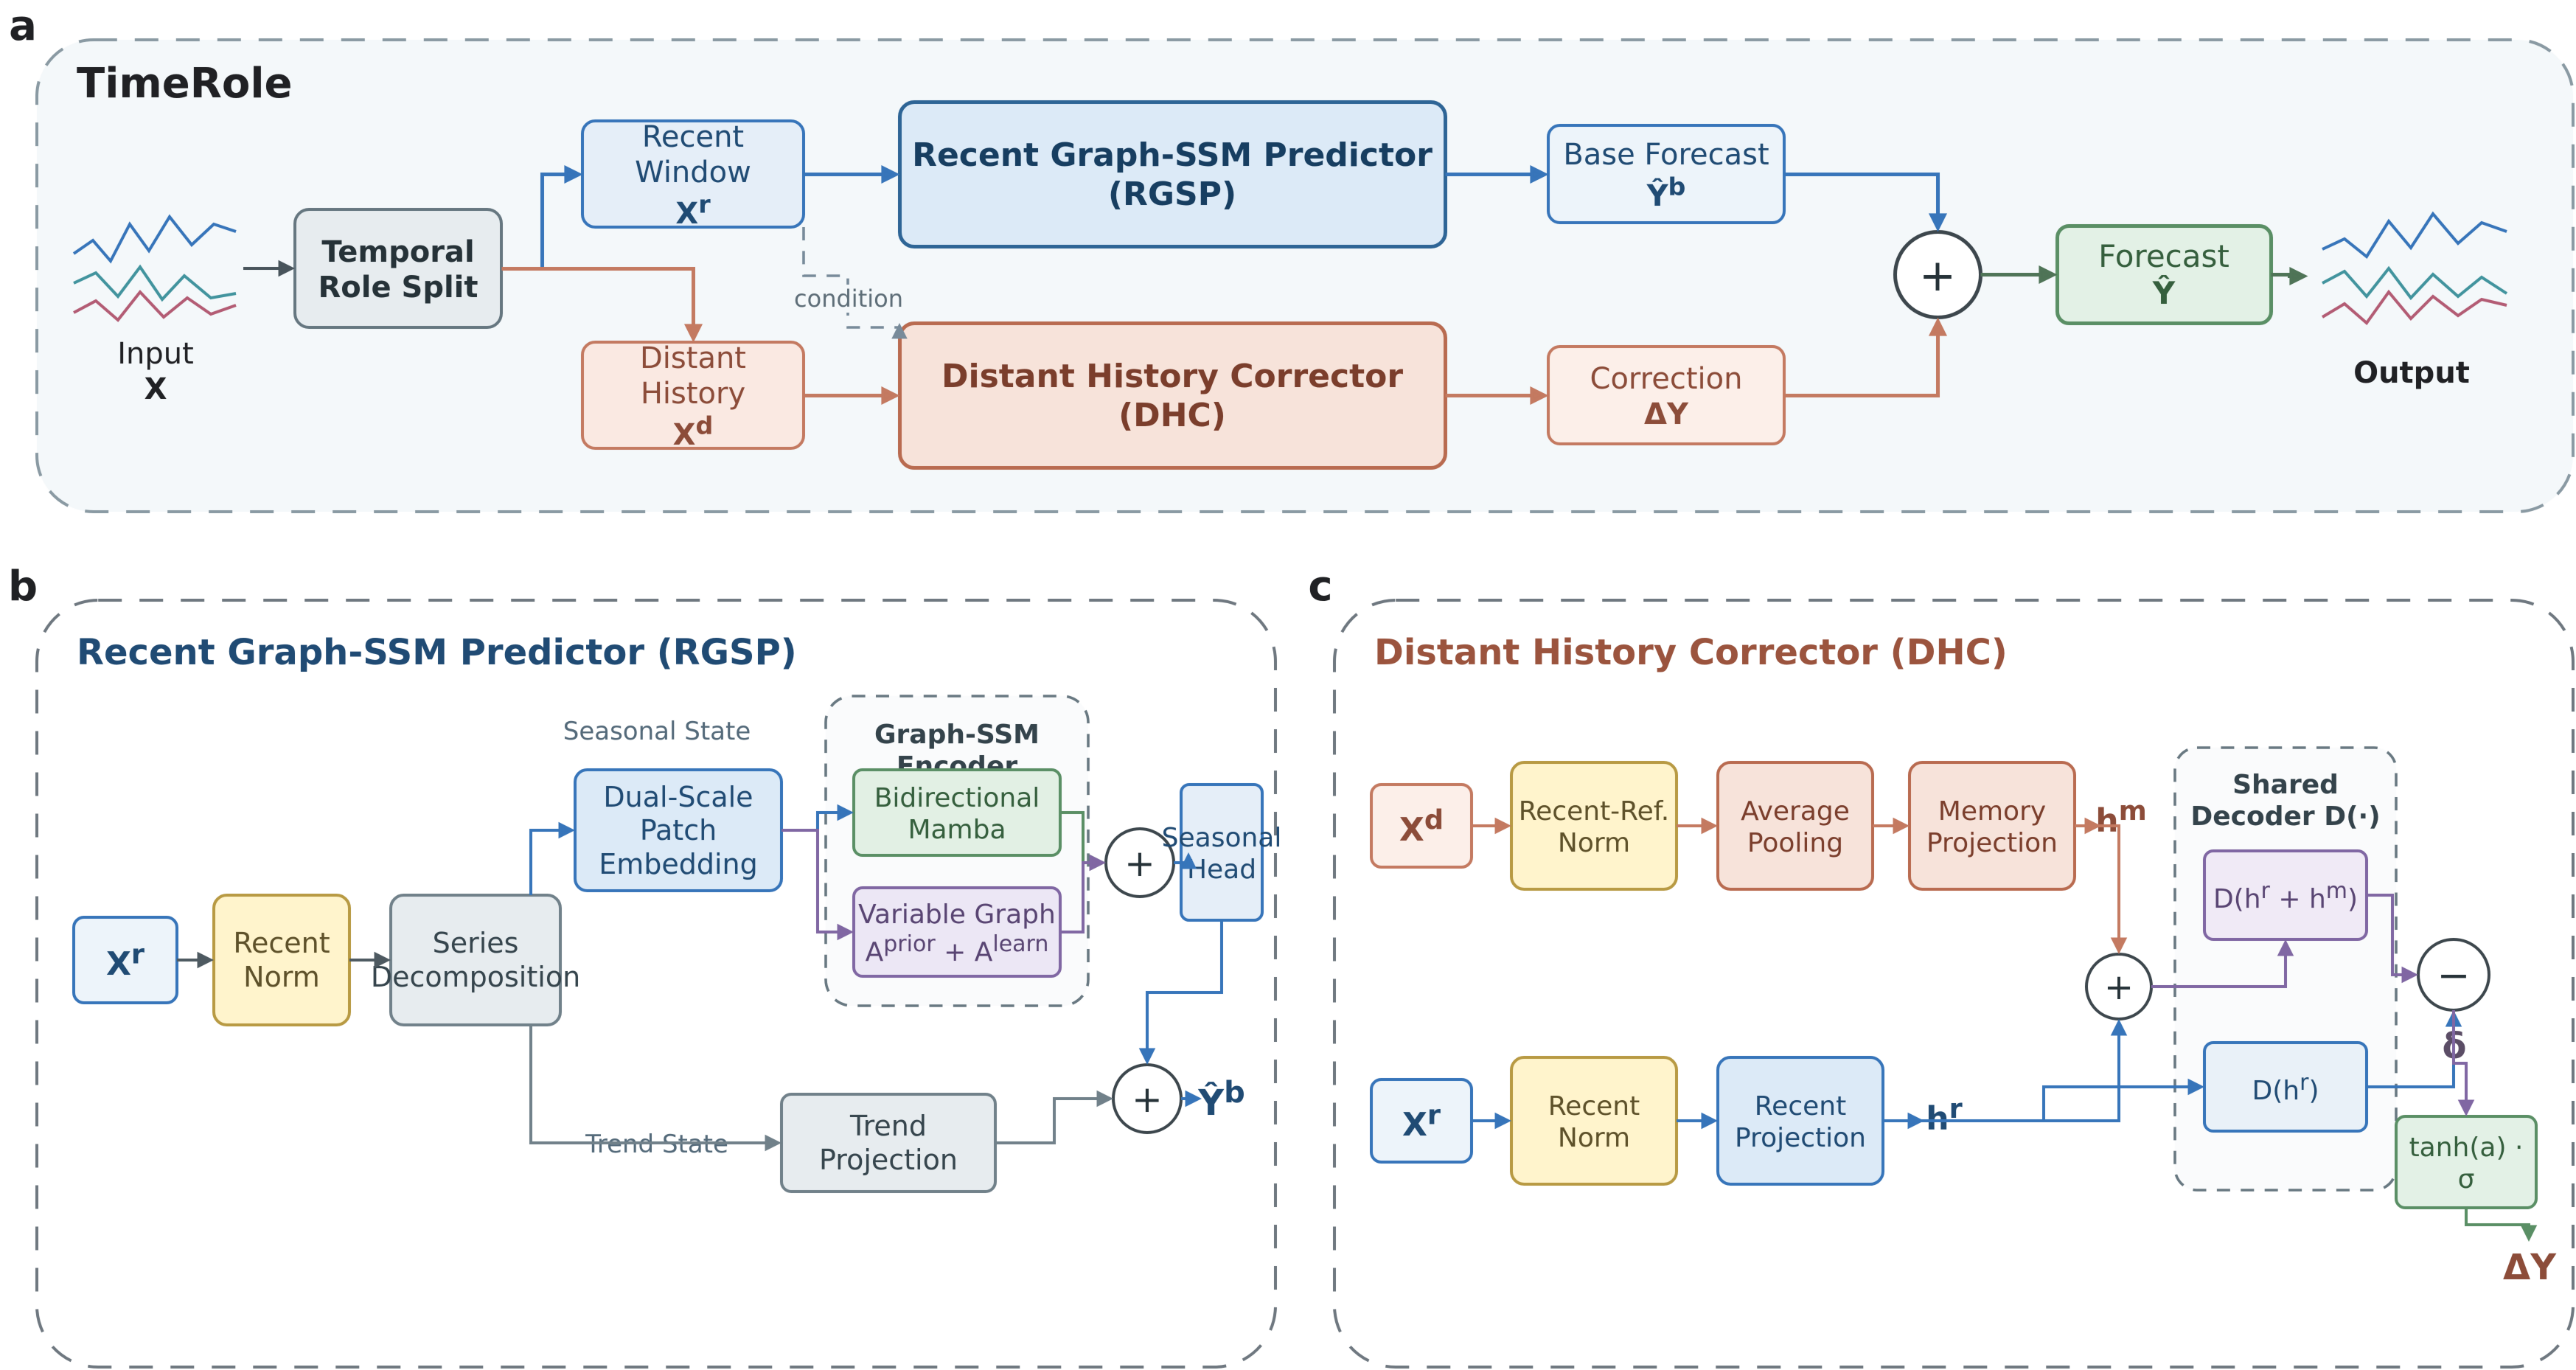 a
TimeRole
Input
X
Temporal
Role Split
Recent
Window
Xʳ
Distant
History
Xᵈ
condition
Recent Graph-SSM Predictor
(RGSP)
Distant History Corrector
(DHC)
Base Forecast
Ŷᵇ
Correction
ΔY
+
Forecast
Ŷ
Output
b
Recent Graph-SSM Predictor (RGSP)
Xʳ
Recent
Norm
Series
Decomposition
Seasonal State
Dual-Scale
Patch
Embedding
Graph-SSM
Encoder
Bidirectional
Mamba
Variable Graph
Aᵖʳⁱᵒʳ + Aˡᵉᵃʳⁿ
+
Seasonal
Head
Trend State
Trend
Projection
+
Ŷᵇ
c
Distant History Corrector (DHC)
Xᵈ
Recent-Ref.
Norm
Average
Pooling
Memory
Projection
hᵐ
Xʳ
Recent
Norm
Recent
Projection
hʳ
+
Shared
Decoder D(·)
D(hʳ + hᵐ)
D(hʳ)
−
δ
tanh(a) ·
σ
ΔY